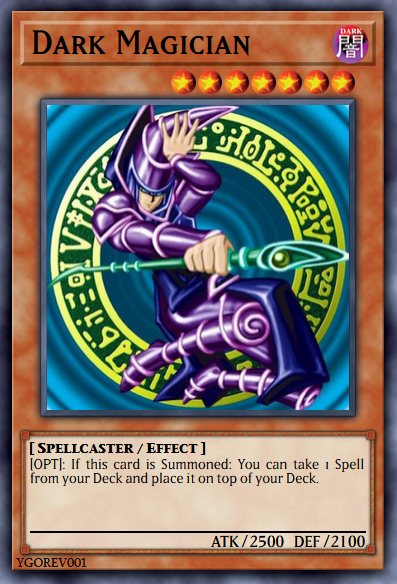 Dark Magician
DARK
闇
[ Spellcaster / Effect ]
[OPT]: If this card is Summoned: You can take 1 Spell
from your Deck and place it on top of your Deck.
ATK / 2500 DEF / 2100
YGOREV001